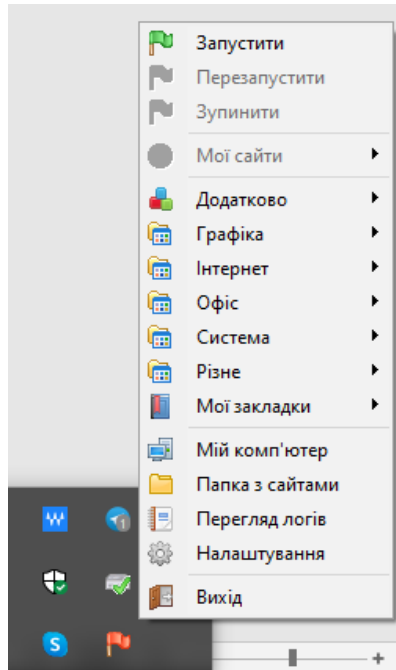 Запустити
Перезапустити
Зупинити
Мої сайти
Додатково
Графіка
Інтернет
Офіс
Система
Різне
Мої закладки
Мій комп'ютер
Папка з сайтами
Перегляд логів
Налаштування
Вихід
1
S